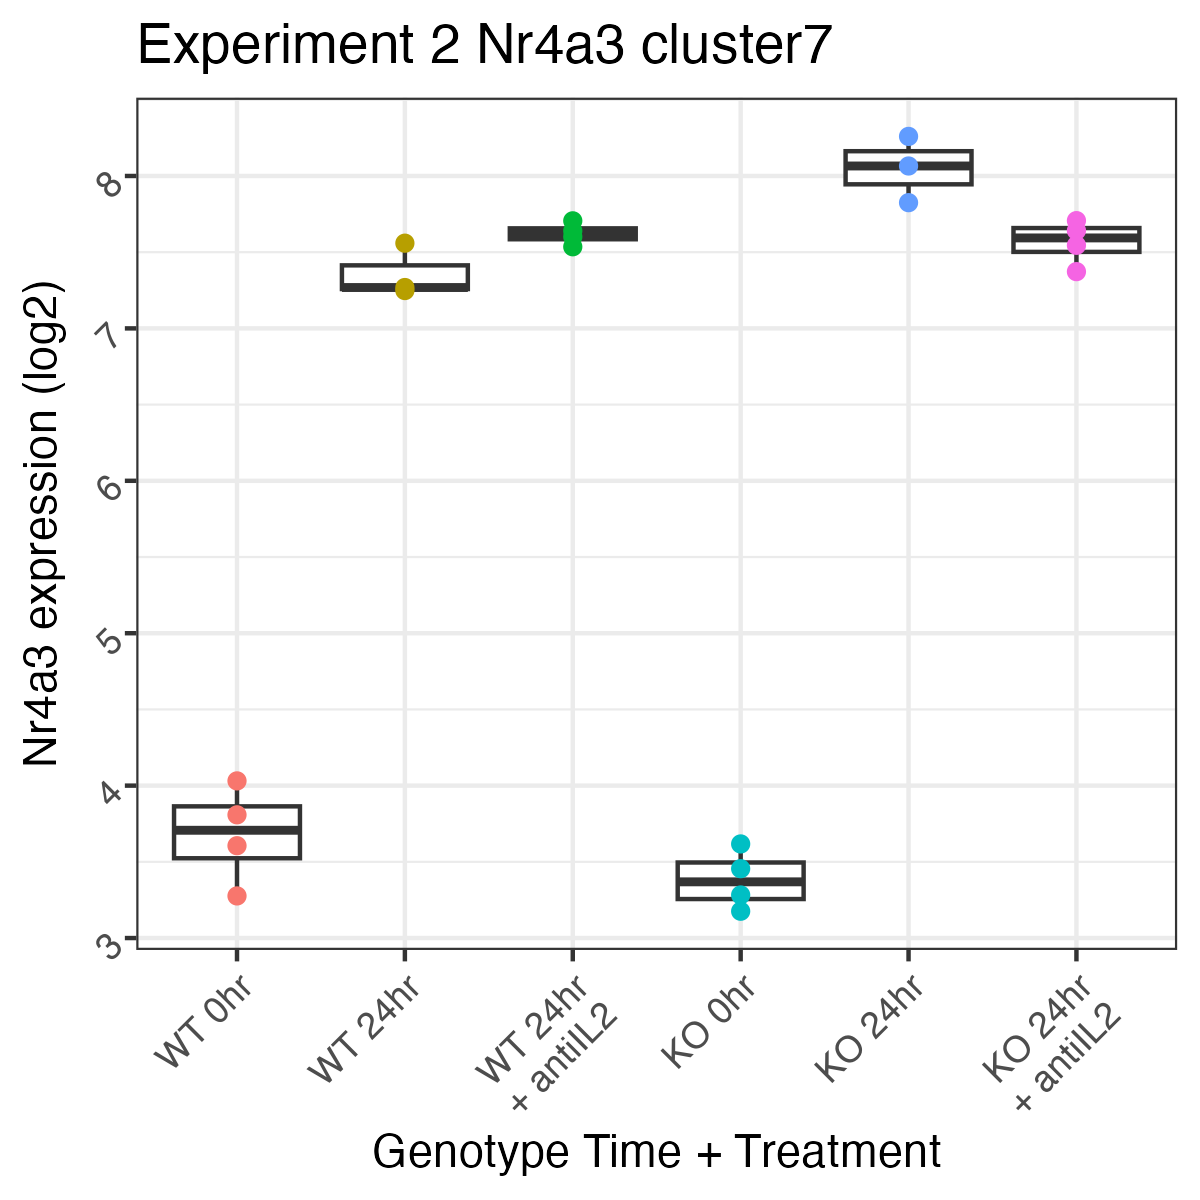 Experiment 2 Nr4a3 cluster7
Nr4a3 expression (log2)
8
7
6
5
4
3
WT 0hr
WT 24hr
WT 24hr
+ antiIL2
KO 0hr
KO 24hr
KO 24hr
+ antiIL2
Genotype Time + Treatment